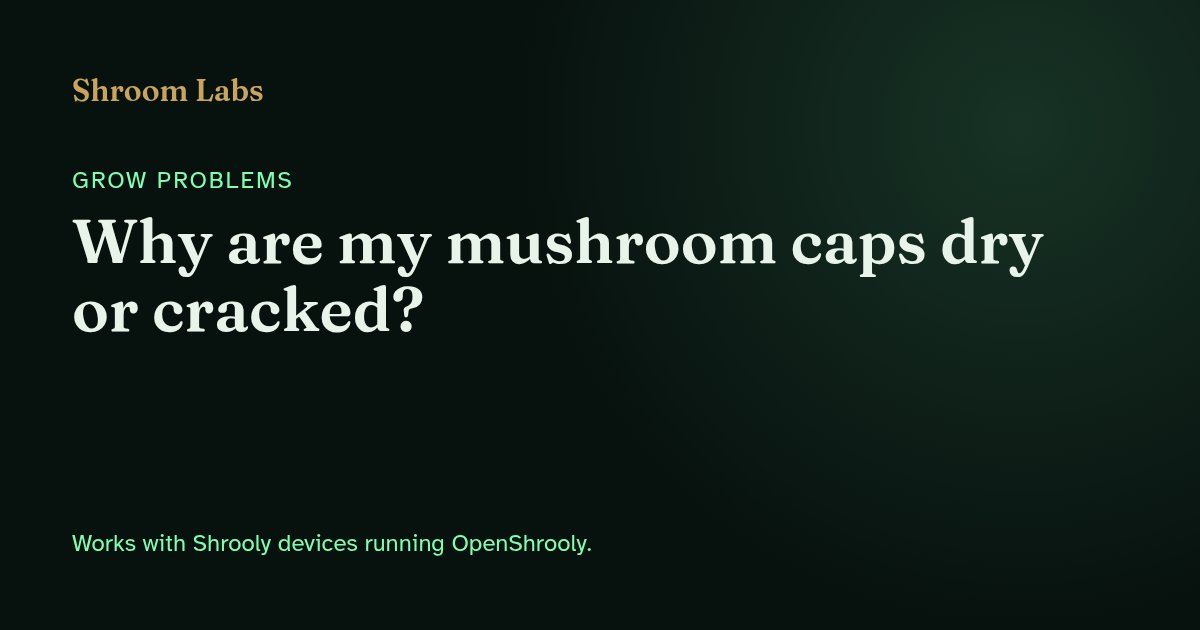 Shroom Labs
GROW PROBLEMS
Why are my mushroom caps dry
or cracked?
Works with Shrooly devices running OpenShrooly.